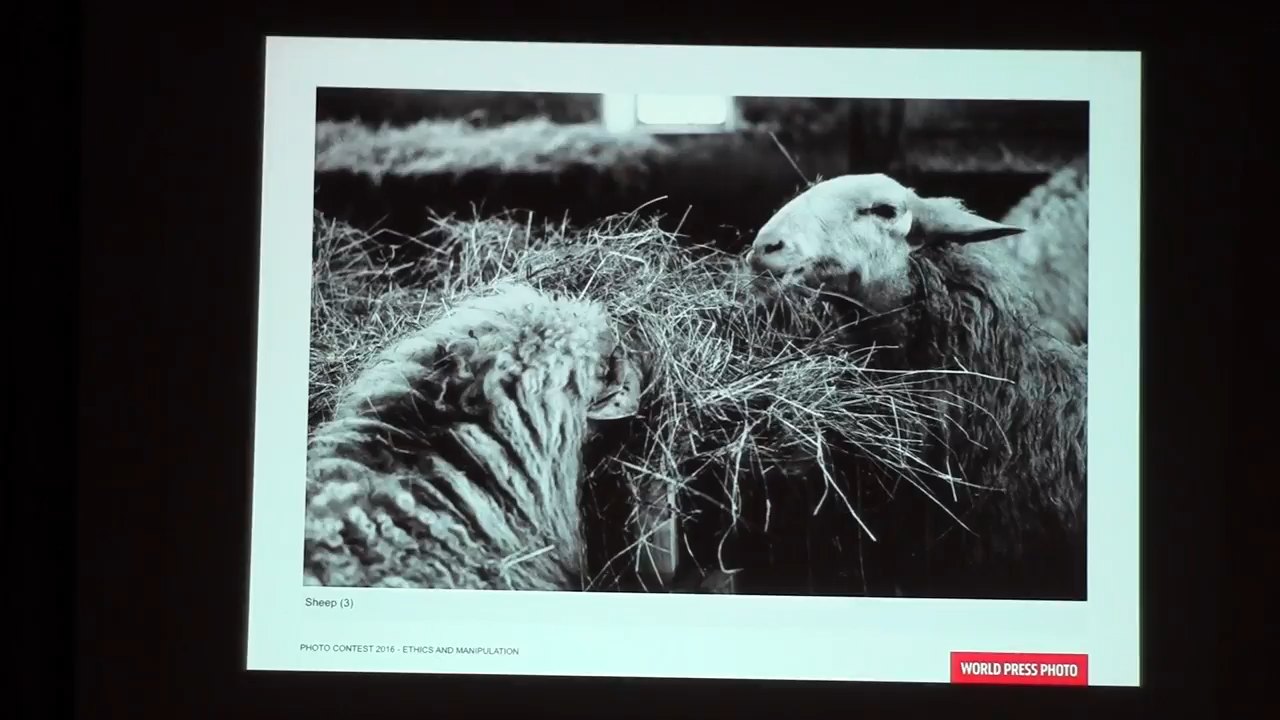 Sheep (3)
PHOTO CONTEST 2016 - ETHICS AND MANIPULATION
WORLD PRESS PHOTO